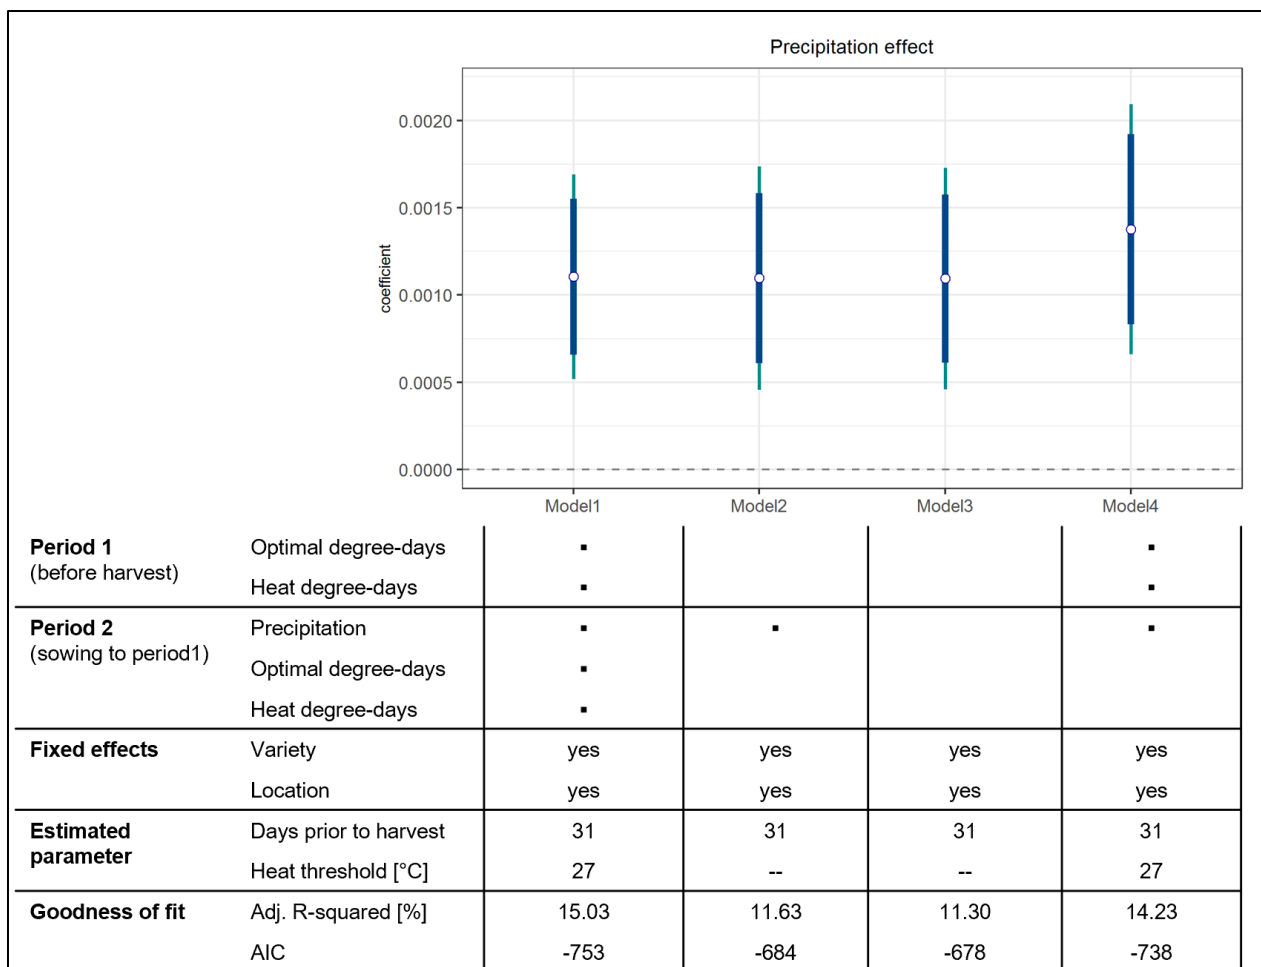 Precipitation effect
coefficient
0.0020
0.0015
0.0010
0.0005
0.0000
Model1 Model2 Model3 Model4
Period 1 Optimal degree-days ▪ ▪
(before harvest)
Heat degree-days ▪ ▪
Period 2 Precipitation ▪ ▪ ▪
(sowing to period1)
Optimal degree-days ▪
Heat degree-days ▪
Fixed effects Variety yes yes yes yes
Location yes yes yes yes
Estimated Days prior to harvest 31 31 31 31
parameter
Heat threshold [°C] 27 -- -- 27
Goodness of fit Adj. R-squared [%] 15.03 11.63 11.30 14.23
AIC -753 -684 -678 -738